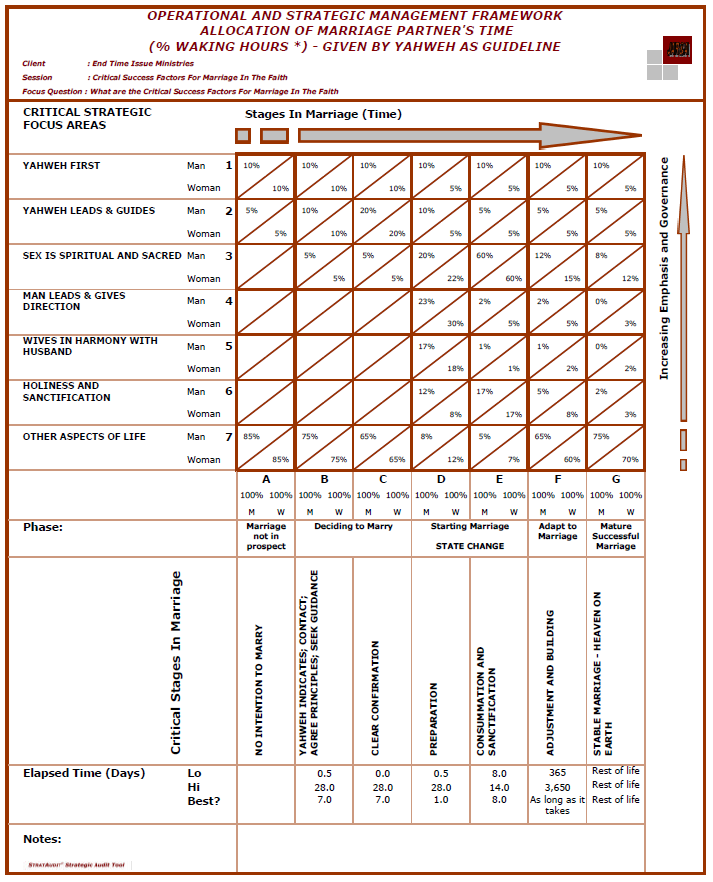 OPERATIONAL AND STRATEGIC MANAGEMENT FRAMEWORK
ALLOCATION OF MARRIAGE PARTNER'S TIME
(% WAKING HOURS *) - GIVEN BY YAHWEH AS GUIDELINE
Client : End Time Issue Ministries
Session : Critical Success Factors For Marriage In The Faith
Focus Question : What are the Critical Success Factors For Marriage In The Faith
CRITICAL STRATEGIC
FOCUS AREAS
Stages In Marriage (Time)
YAHWEH FIRST Man 1 10% 10% 10% 10% 10% 10% 10%
Woman 10% 10% 10% 5% 5% 5% 5%
YAHWEH LEADS & GUIDES Man 2 5% 10% 20% 10% 5% 5% 5%
Woman 5% 10% 20% 5% 5% 5% 5%
SEX IS SPIRITUAL AND SACRED Man 3 5% 5% 20% 60% 12% 8%
Woman 5% 5% 22% 60% 15% 12%
MAN LEADS & GIVES
DIRECTION
Man 4 23% 2% 2% 0%
Woman 30% 5% 5% 3%
WIVES IN HARMONY WITH
HUSBAND
Man 5 17% 1% 1% 0%
Woman 18% 1% 2% 2%
HOLINESS AND
SANCTIFICATION
Man 6 12% 17% 5% 2%
Woman 8% 17% 8% 3%
OTHER ASPECTS OF LIFE Man 7 85% 75% 65% 8% 5% 65% 75%
Woman 85% 75% 65% 12% 7% 60% 70%
Increasing Emphasis and Governance
A B C D E F G
100% 100% 100% 100% 100% 100% 100% 100% 100% 100% 100% 100% 100% 100%
M W M W M W M W M W M W M W
Phase:
Marriage
not in
prospect
Deciding to Marry
Starting Marriage
STATE CHANGE
Adapt to
Marriage
Mature
Successful
Marriage
Critical Stages In Marriage
NO INTENTION TO MARRY
YAHWEH INDICATES; CONTACT;
AGREE PRINCIPLES; SEEK GUIDANCE
CLEAR CONFIRMATION
PREPARATION
CONSUMMATION AND
SANCTIFICATION
ADJUSTMENT AND BUILDING
STABLE MARRIAGE - HEAVEN ON
EARTH
Elapsed Time (Days) Lo 0.5 0.0 0.5 8.0 365 Rest of life
Hi 28.0 28.0 28.0 14.0 3,650 Rest of life
Best? 7.0 7.0 1.0 8.0 As long as it takes Rest of life
Notes:
STRATAUDIT Strategic Audit Tool